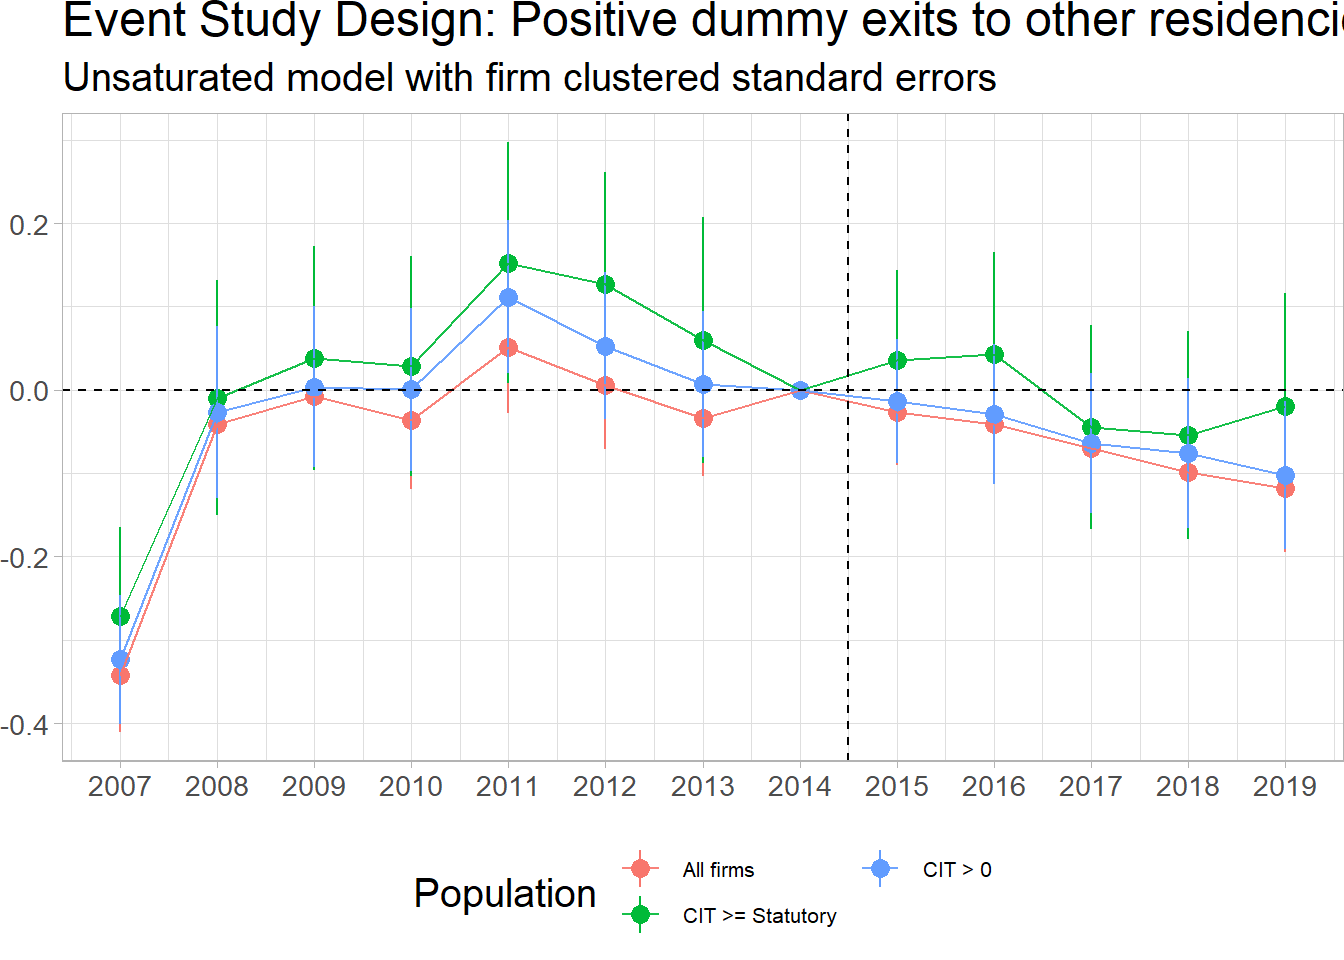 Event Study Design: Positive dummy exits to other residenci
Unsaturated model with firm clustered standard errors
0.2
0.0
-0.2
-0.4
2007 2008 2009 2010 2011 2012 2013 2014 2015 2016 2017 2018 2019
Population
All firms
CIT > 0
CIT >= Statutory